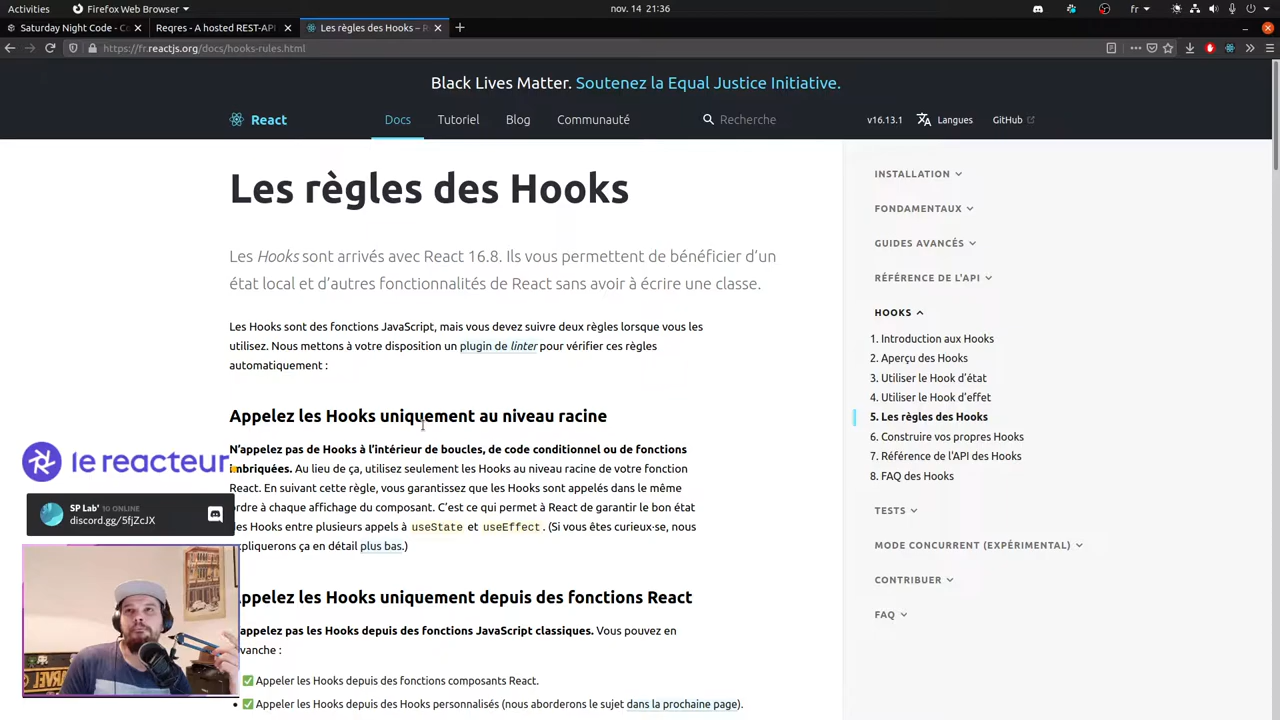 Activities
Firefox Web Browser
nov. 14 21:36
fr
Saturday Night Code - C
Reqres - A hosted REST-API
Les règles des Hooks – R
https://fr.reactjs.org/docs/hooks-rules.html
Black Lives Matter. Soutenez la Equal Justice Initiative.
React
Docs
Tutoriel
Blog
Communauté
Recherche
v16.13.1
Langues
GitHub
Les règles des Hooks
Les Hooks sont arrivés avec React 16.8. Ils vous permettent de bénéficier d’un
état local et d’autres fonctionnalités de React sans avoir à écrire une classe.
Les Hooks sont des fonctions JavaScript, mais vous devez suivre deux règles lorsque vous les
utilisez. Nous mettons à votre disposition un plugin de linter pour vérifier ces règles
automatiquement :
Appelez les Hooks uniquement au niveau racine
N’appelez pas de Hooks à l’intérieur de boucles, de code conditionnel ou de fonctions
imbriquées. Au lieu de ça, utilisez seulement les Hooks au niveau racine de votre fonction
React. En suivant cette règle, vous garantissez que les Hooks sont appelés dans le même
ordre à chaque affichage du composant. C’est ce qui permet à React de garantir le bon état
des Hooks entre plusieurs appels à useState et useEffect. (Si vous êtes curieux·se, nous
expliquerons ça en détail plus bas.)
Appelez les Hooks uniquement depuis des fonctions React
appelez pas les Hooks depuis des fonctions JavaScript classiques. Vous pouvez en
revanche :
Appeler les Hooks depuis des fonctions composants React.
Appeler les Hooks depuis des Hooks personnalisés (nous aborderons le sujet dans la prochaine page).
INSTALLATION
FONDAMENTAUX
GUIDES AVANCÉS
RÉFÉRENCE DE L'API
HOOKS
1. Introduction aux Hooks
2. Aperçu des Hooks
3. Utiliser le Hook d’état
4. Utiliser le Hook d’effet
5. Les règles des Hooks
6. Construire vos propres Hooks
7. Référence de l'API des Hooks
8. FAQ des Hooks
TESTS
MODE CONCURRENT (EXPÉRIMENTAL)
CONTRIBUER
FAQ
le reacteur
SP Lab' 10 ONLINE
discord.gg/5fjZcJX
MARVEL